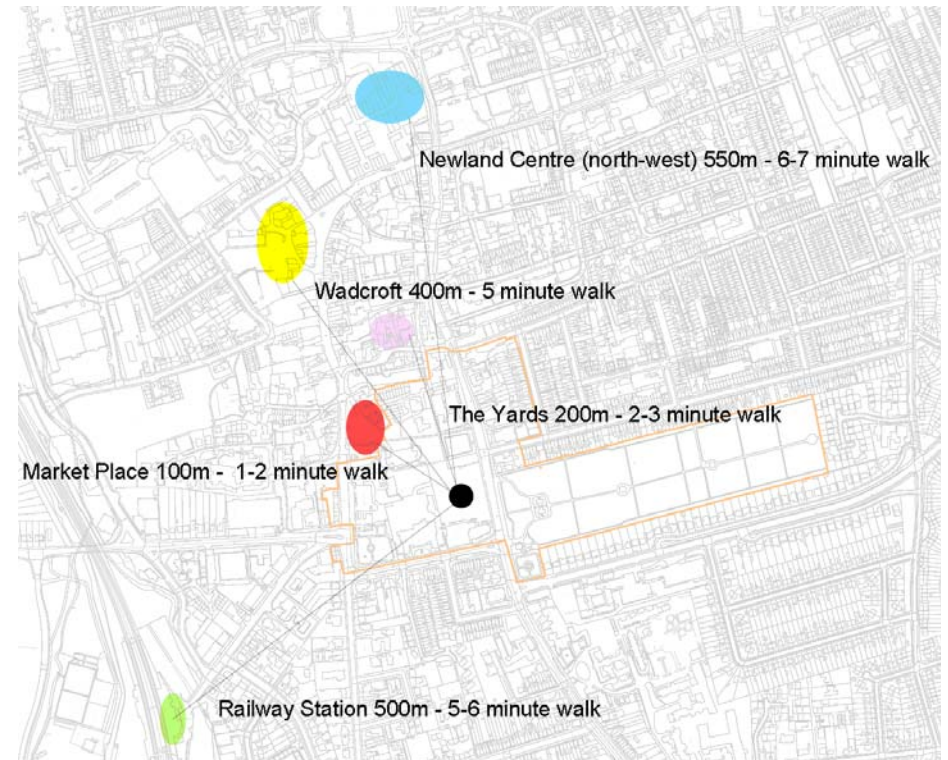 Newland Centre (north-west) 550m - 6-7 minute walk
Wadcroft 400m - 5 minute walk
The Yards 200m - 2-3 minute walk
Market Place 100m - 1-2 minute walk
Railway Station 500m - 5-6 minute walk